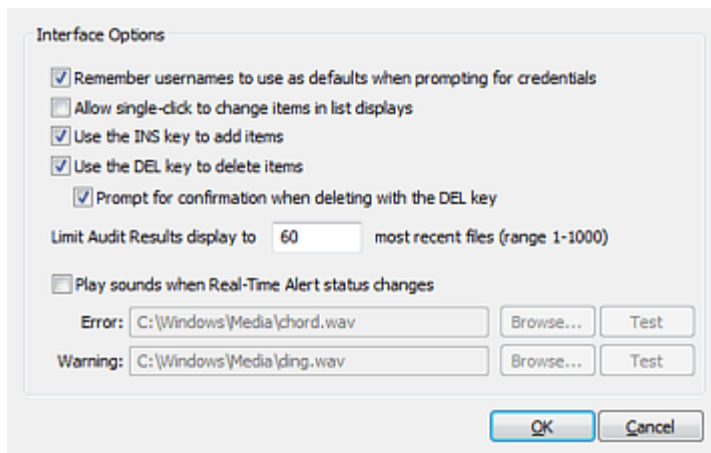 Interface Options
Remember usernames to use as defaults when prompting for credentials
Allow single-click to change items in list displays
Use the INS key to add items
Use the DEL key to delete items
Prompt for confirmation when deleting with the DEL key
Limit Audit Results display to 60 most recent files (range 1-1000)
Play sounds when Real-Time Alert status changes
Error: C:\Windows\Media\chord.wav Browse... Test
Warning: C:\Windows\Media\ding.wav Browse... Test
OK Cancel